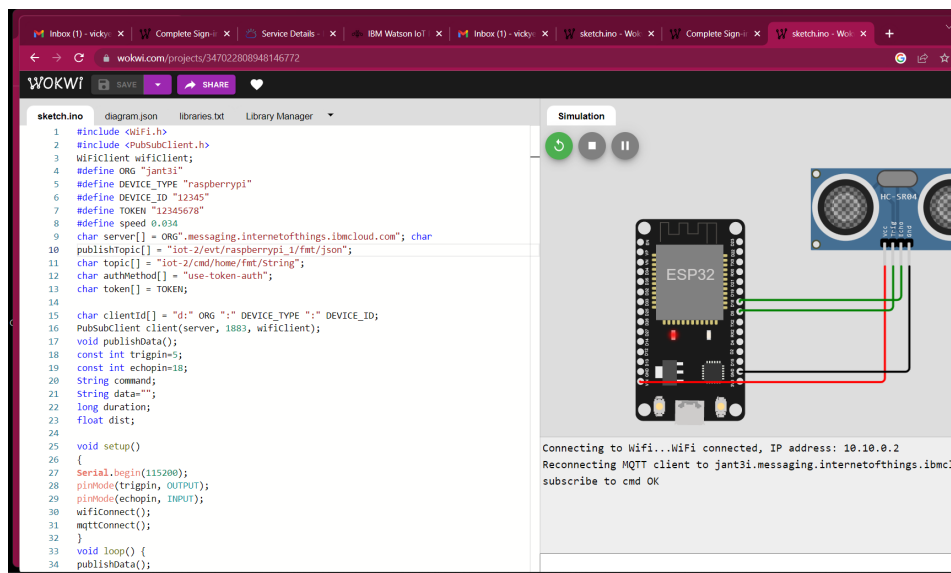 Inbox (1) - vicky
Complete Sign-i
Service Details -
IBM Watson IoT
Inbox (1) - vicky
sketch.ino - Wok
Complete Sign-i
sketch.ino - Wok
wokwi.com/projects/347022808948146772
WOKWi SAVE SHARE
sketch.ino diagram.json libraries.txt Library Manager
Simulation
1 #include <WiFi.h>
2 #include <PubSubClient.h>
3 WiFiClient wifiClient;
4 #define ORG "jant3i"
5 #define DEVICE_TYPE "raspberrypi"
6 #define DEVICE_ID "12345"
7 #define TOKEN "12345678"
8 #define speed 0.034
9 char server[] = ORG".messaging.internetofthings.ibmcloud.com"; char
10 publishTopic[] = "iot-2/evt/raspberrypi_1/fmt/json";
11 char topic[] = "iot-2/cmd/home/fmt/String";
12 char authMethod[] = "use-token-auth";
13 char token[] = TOKEN;
14
15 char clientId[] = "d:" ORG ":" DEVICE_TYPE ":" DEVICE_ID;
16 PubSubClient client(server, 1883, wifiClient);
17 void publishData();
18 const int trigpin=5;
19 const int echopin=18;
20 String command;
21 String data="";
22 long duration;
23 float dist;
24
25 void setup()
26 {
27 Serial.begin(115200);
28 pinMode(trigpin, OUTPUT);
29 pinMode(echopin, INPUT);
30 wifiConnect();
31 mqttConnect();
32 }
33 void loop() {
34 publishData();
HC-SR04
Vcc
Trig
Echo
Gnd
ESP32
Connecting to Wifi...WiFi connected, IP address: 10.10.0.2
Reconnecting MQTT client to jant3i.messaging.internetofthings.ibmcl
subscribe to cmd OK